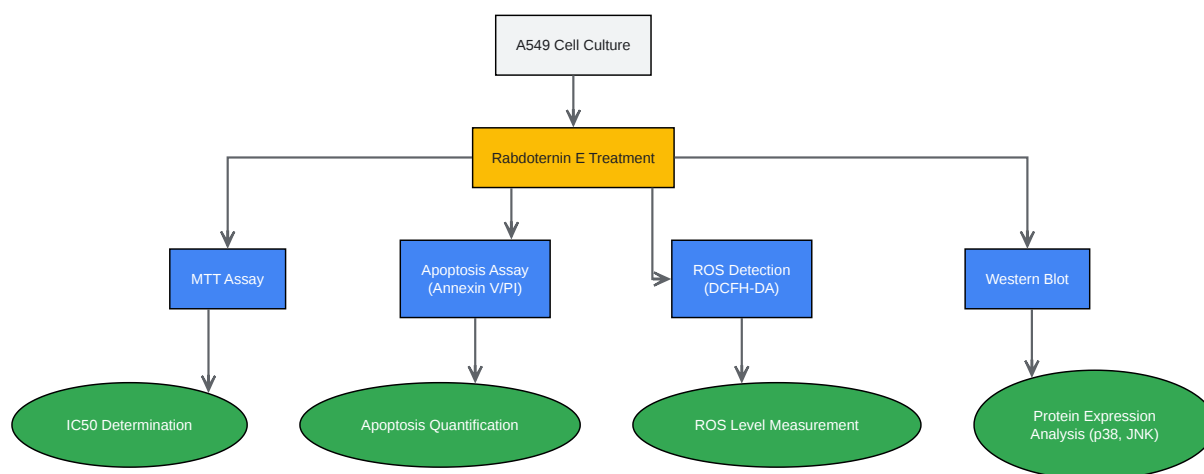 A549 Cell Culture
Rabdoternin E Treatment
MTT Assay
Apoptosis Assay
(Annexin V/PI)
ROS Detection
(DCFH-DA)
Western Blot
IC50 Determination
Apoptosis Quantification
ROS Level Measurement
Protein Expression
Analysis (p38, JNK)